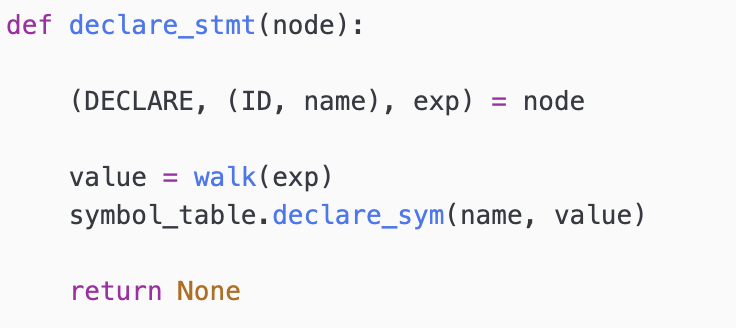 def declare_stmt(node):
    (DECLARE, (ID, name), exp) = node
    value = walk(exp)
    symbol_table.declare_sym(name, value)
    return None